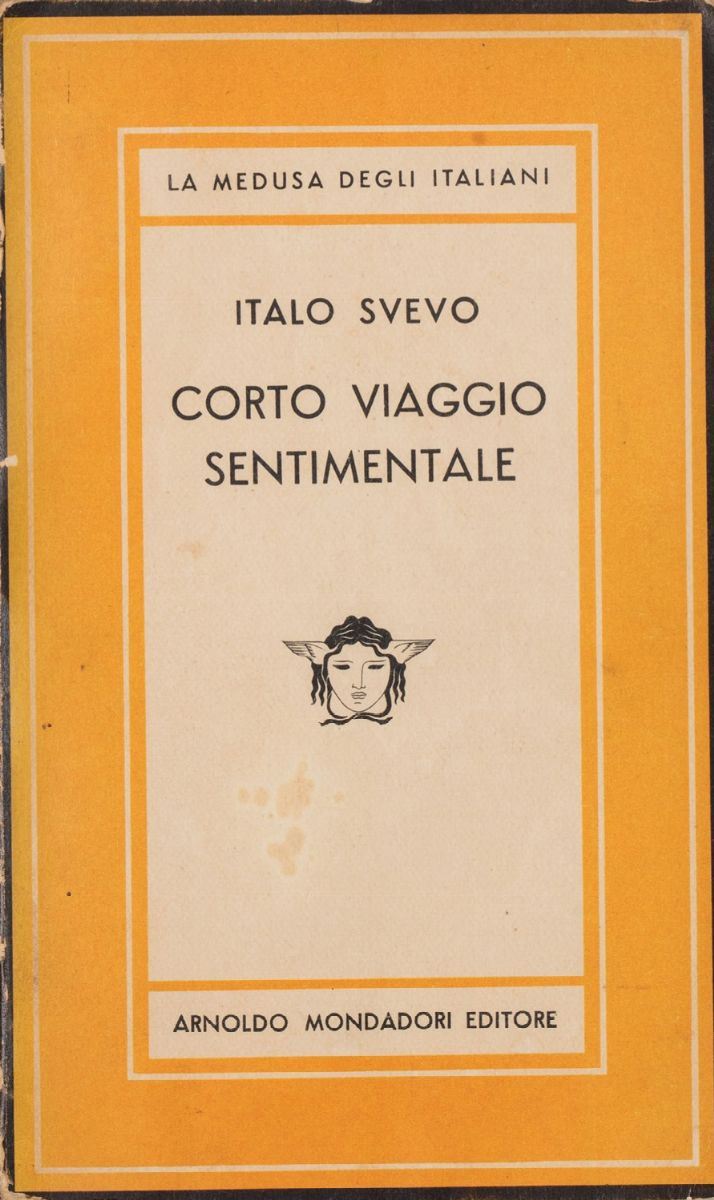 LA MEDUSA DEGLI ITALIANI
ITALO SVEVO
CORTO VIAGGIO
SENTIMENTALE
ARNOLDO MONDADORI EDITORE